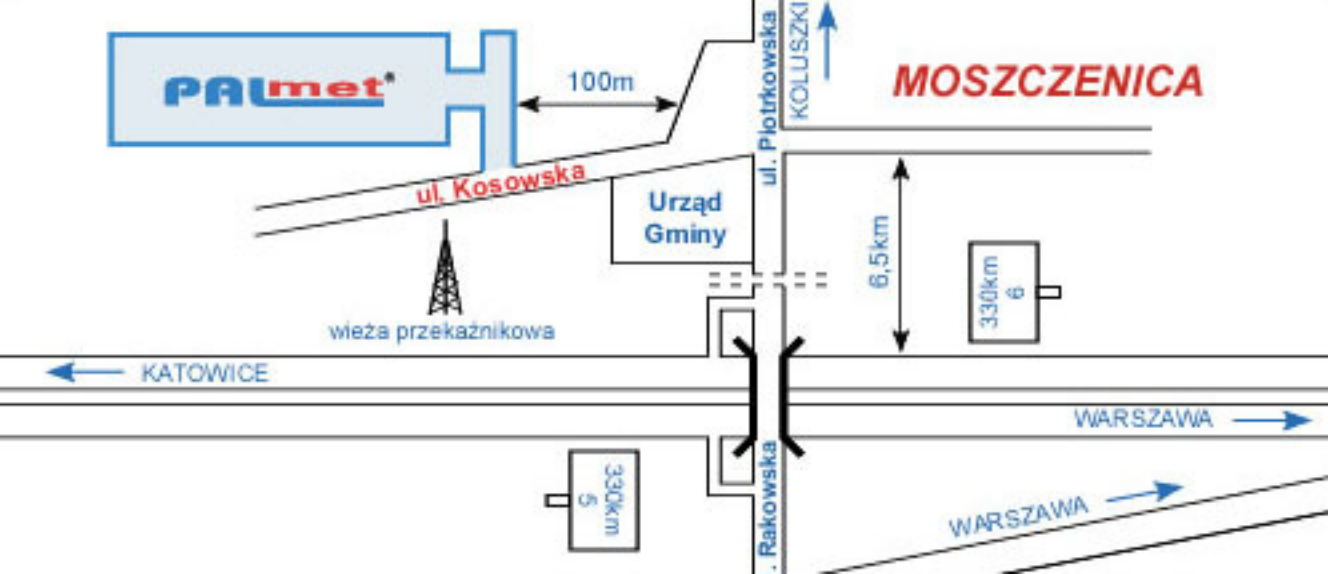 PALmet®
100m
ul. Piotrkowska
KOLUSZKI
MOSZCZENICA
ul. Kosowska
Urząd
Gminy
6,5km
330km
6
wieża przekaźnikowa
KATOWICE
WARSZAWA
330km
5
. Rakowska
WARSZAWA